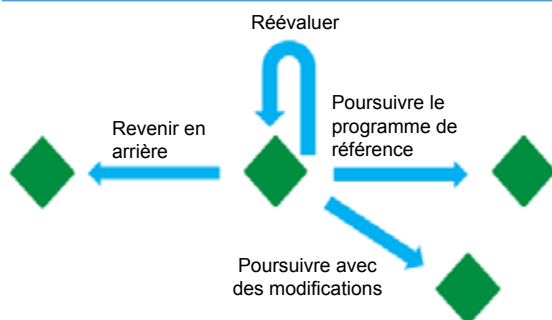 Réévaluer
Poursuivre le
programme de
référence
Revenir en
arrière
Poursuivre avec
des modifications